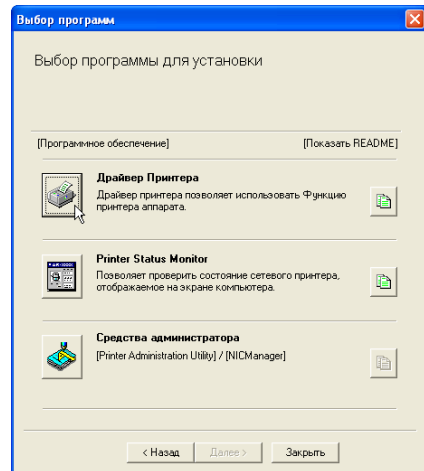 Выбор программ
Выбор программы для установки
[Программное обеспечение] [Показать README]
Драйвер Принтера
Драйвер принтера позволяет использовать Функцию
принтера аппарата.
Printer Status Monitor
Позволяет проверить состояние сетевого принтера,
отображаемое на экране компьютера.
Средства администратора
[Printer Administration Utility] / [NICManager]
< Назад Далее > Закрыть